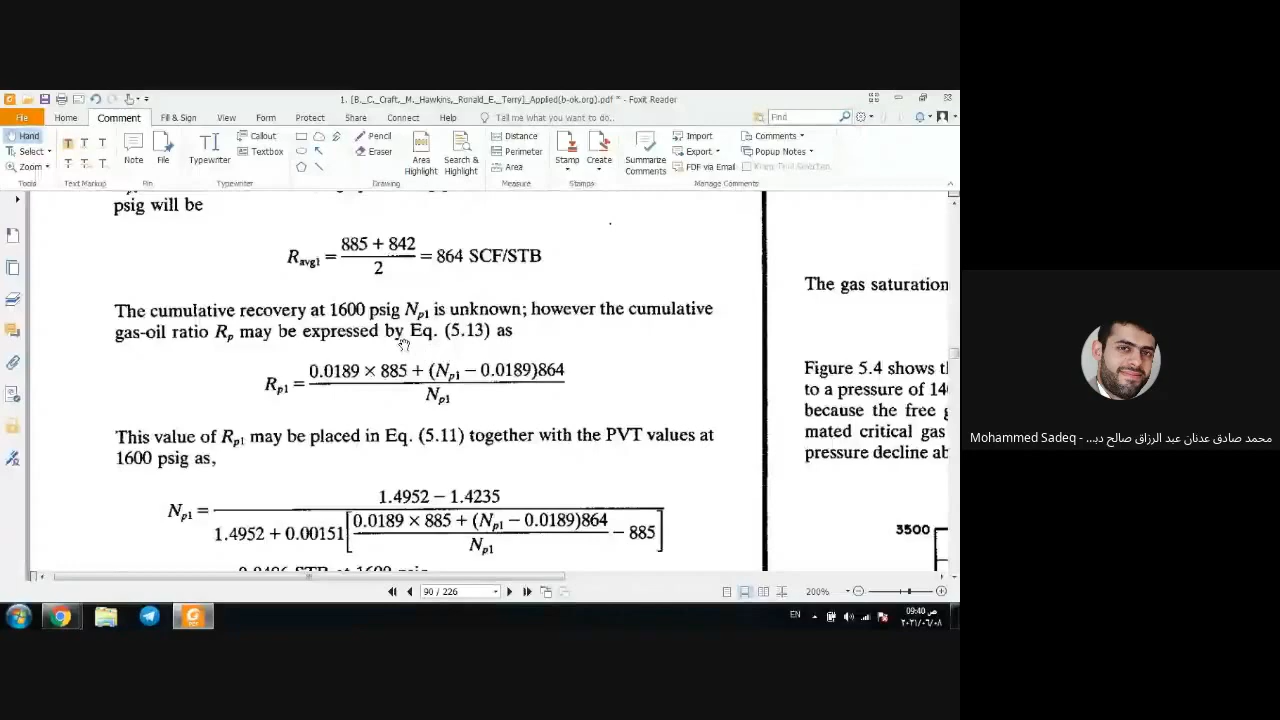 1. [B._C._Craft,_M._Hawkins,_Ronald_E._Terry]_Applied(b-ok.org).pdf * - Foxit Reader
File Home Comment Fill & Sign View Form Protect Share Connect Help Tell me what you want to do.. Find
Hand
Select
Zoom
Tools
Text Markup
Note
File
Pin
Typewriter
Callout
Textbox
Typewriter
Pencil
Eraser
Area Highlight
Search & Highlight
Drawing
Distance
Perimeter
Area
Measure
Stamp
Create
Stamps
Summarize Comments
Import
Export
FDF via Email
Comments
Popup Notes
Keep Tool Selected
Manage Comments
psig will be
R_avg1 = (885 + 842) / 2 = 864 SCF/STB
The cumulative recovery at 1600 psig N_p1 is unknown; however the cumulative
gas-oil ratio R_p may be expressed by Eq. (5.13) as
R_p1 = (0.0189 × 885 + (N_p1 − 0.0189)864) / N_p1
This value of R_p1 may be placed in Eq. (5.11) together with the PVT values at
1600 psig as,
N_p1 = (1.4952 − 1.4235) / (1.4952 + 0.00151[(0.0189 × 885 + (N_p1 − 0.0189)864) / N_p1 − 885])
The gas saturation
Figure 5.4 shows t
to a pressure of 14
because the free g
mated critical gas
pressure decline ab
3500
90 / 226
200%
EN
09:40 ص
٢٠٢١/٠٦/٠٨
Mohammed Sadeq - محمد صادق عدنان عبد الرزاق صالح دبـ...